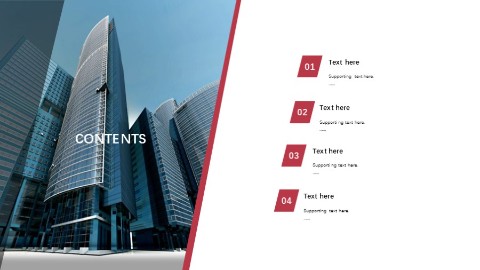 CONTENTS
01
Text here
Supporting text here.
02
Text here
Supporting text here.
03
Text here
Supporting text here.
04
Text here
Supporting text here.